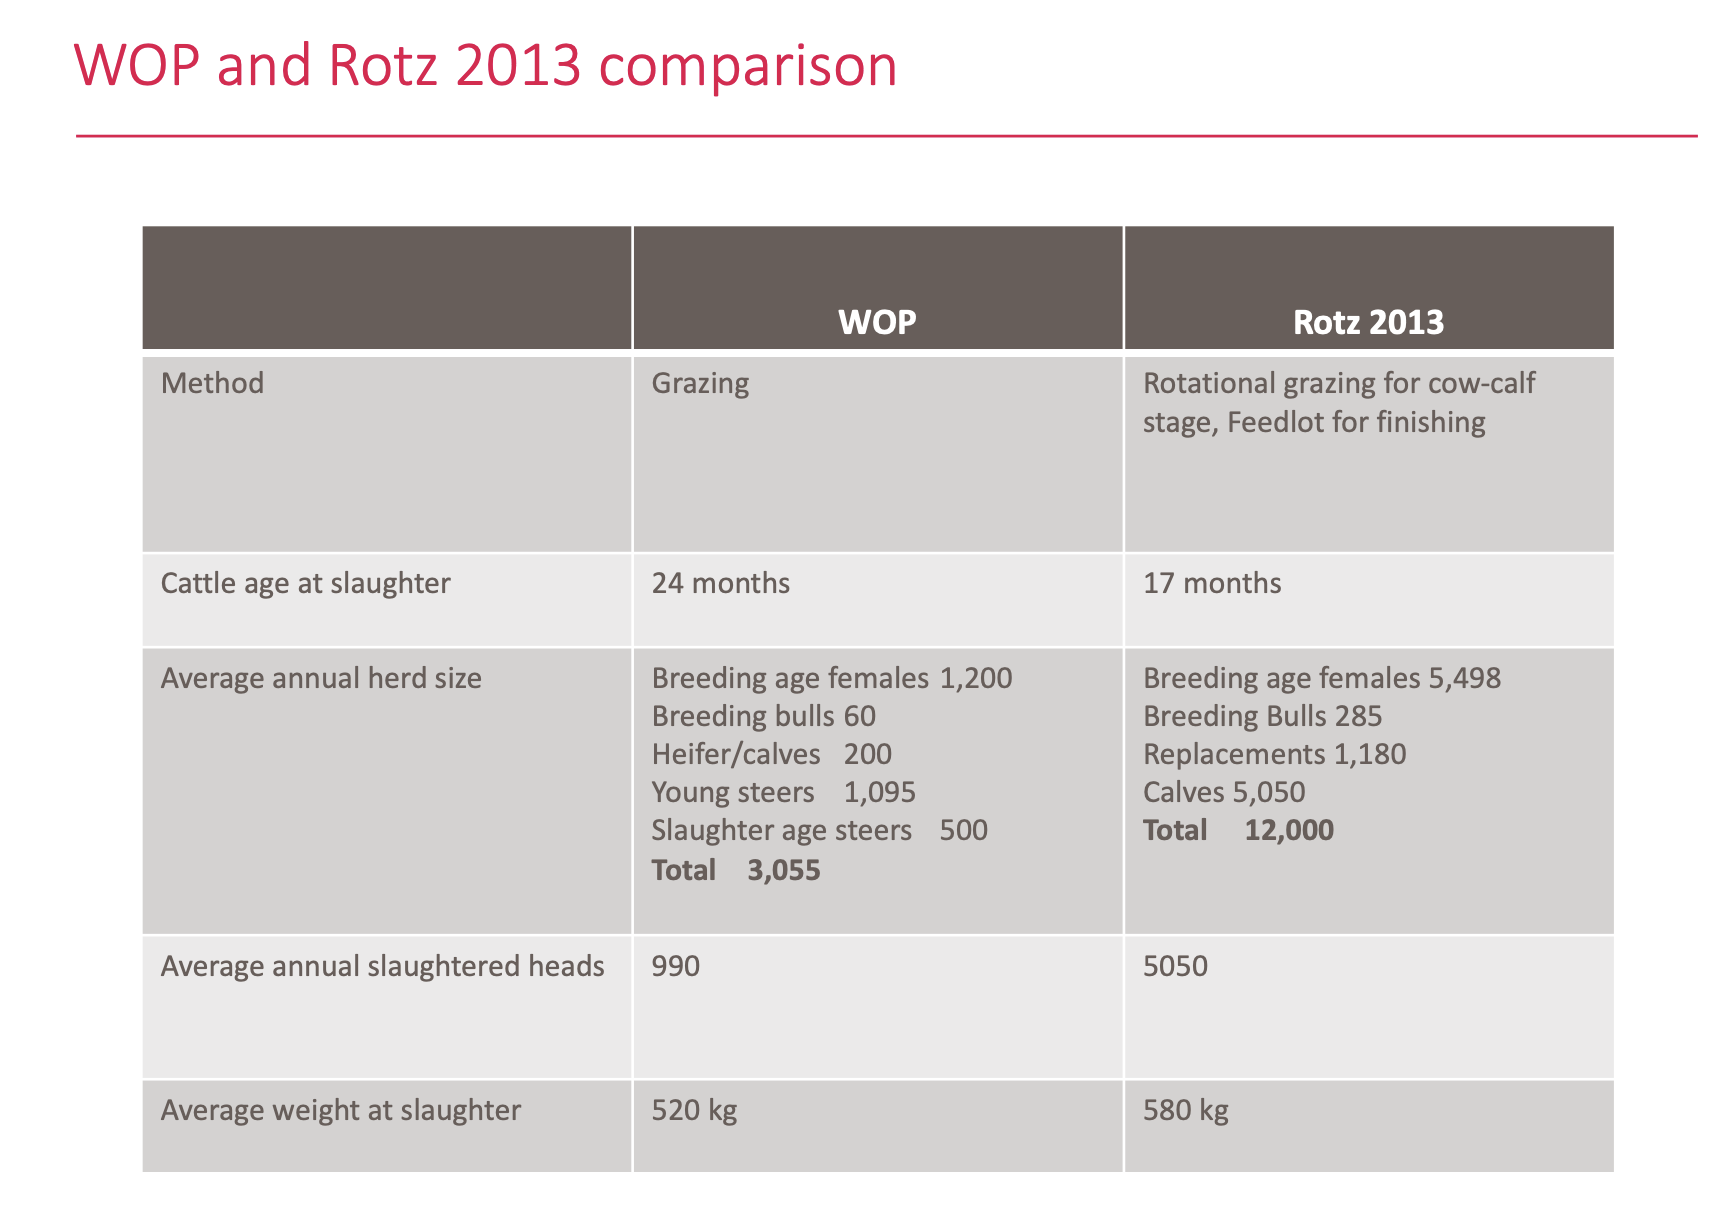 WOP and Rotz 2013 comparison
WOP
Rotz 2013
Method
Grazing
Rotational grazing for cow-calf
stage, Feedlot for finishing
Cattle age at slaughter
24 months
17 months
Average annual herd size
Breeding age females 1,200
Breeding bulls 60
Heifer/calves 200
Young steers 1,095
Slaughter age steers 500
Total 3,055
Breeding age females 5,498
Breeding Bulls 285
Replacements 1,180
Calves 5,050
Total 12,000
Average annual slaughtered heads
990
5050
Average weight at slaughter
520 kg
580 kg